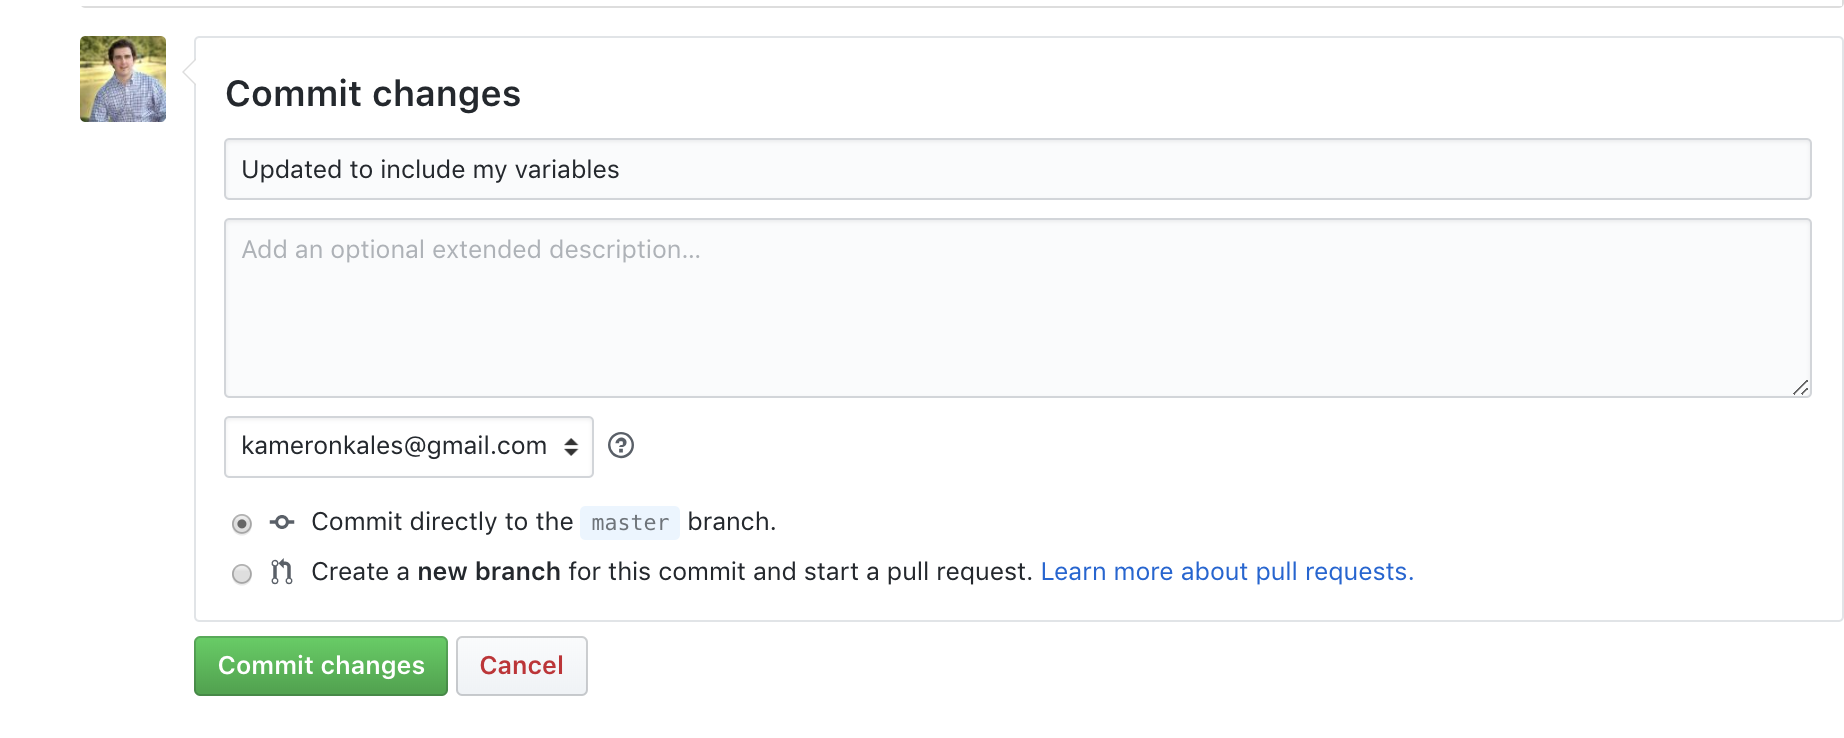 Commit changes
Updated to include my variables
Add an optional extended description...
kameronkales@gmail.com
Commit directly to the master branch.
Create a new branch for this commit and start a pull request. Learn more about pull requests.
Commit changes Cancel